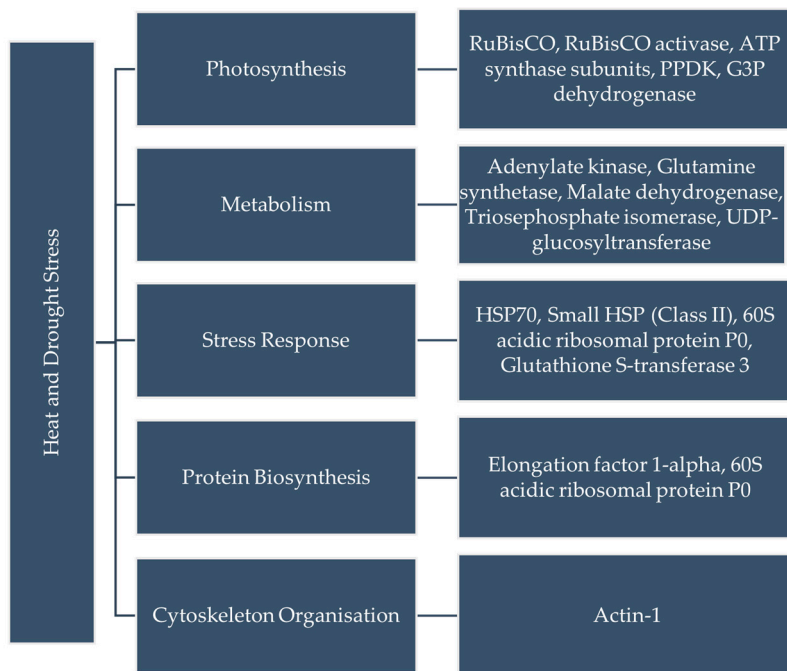 Heat and Drought Stress
Photosynthesis
RuBisCO, RuBisCO activase, ATP
synthase subunits, PPDK, G3P
dehydrogenase
Metabolism
Adenylate kinase, Glutamine
synthetase, Malate dehydrogenase,
Triosephosphate isomerase, UDP-
glucosyltransferase
Stress Response
HSP70, Small HSP (Class II), 60S
acidic ribosomal protein P0,
Glutathione S-transferase 3
Protein Biosynthesis
Elongation factor 1-alpha, 60S
acidic ribosomal protein P0
Cytoskeleton Organisation
Actin-1